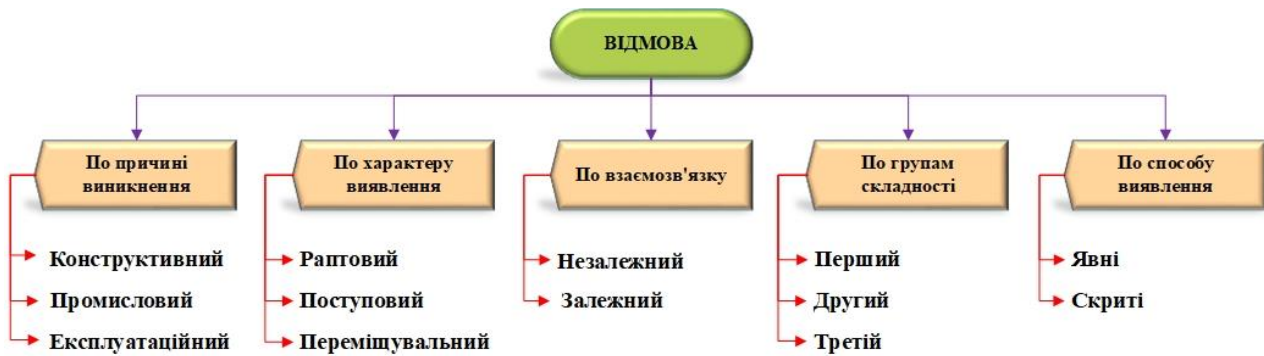 ВІДМОВА
По причині
виникнення
Конструктивний
Промисловий
Експлуатаційний
По характеру
виявлення
Раптовий
Поступовий
Переміщувальний
По взаємозв'язку
Незалежний
Залежний
По групам
складності
Перший
Другий
Третій
По способу
виявлення
Явні
Скриті